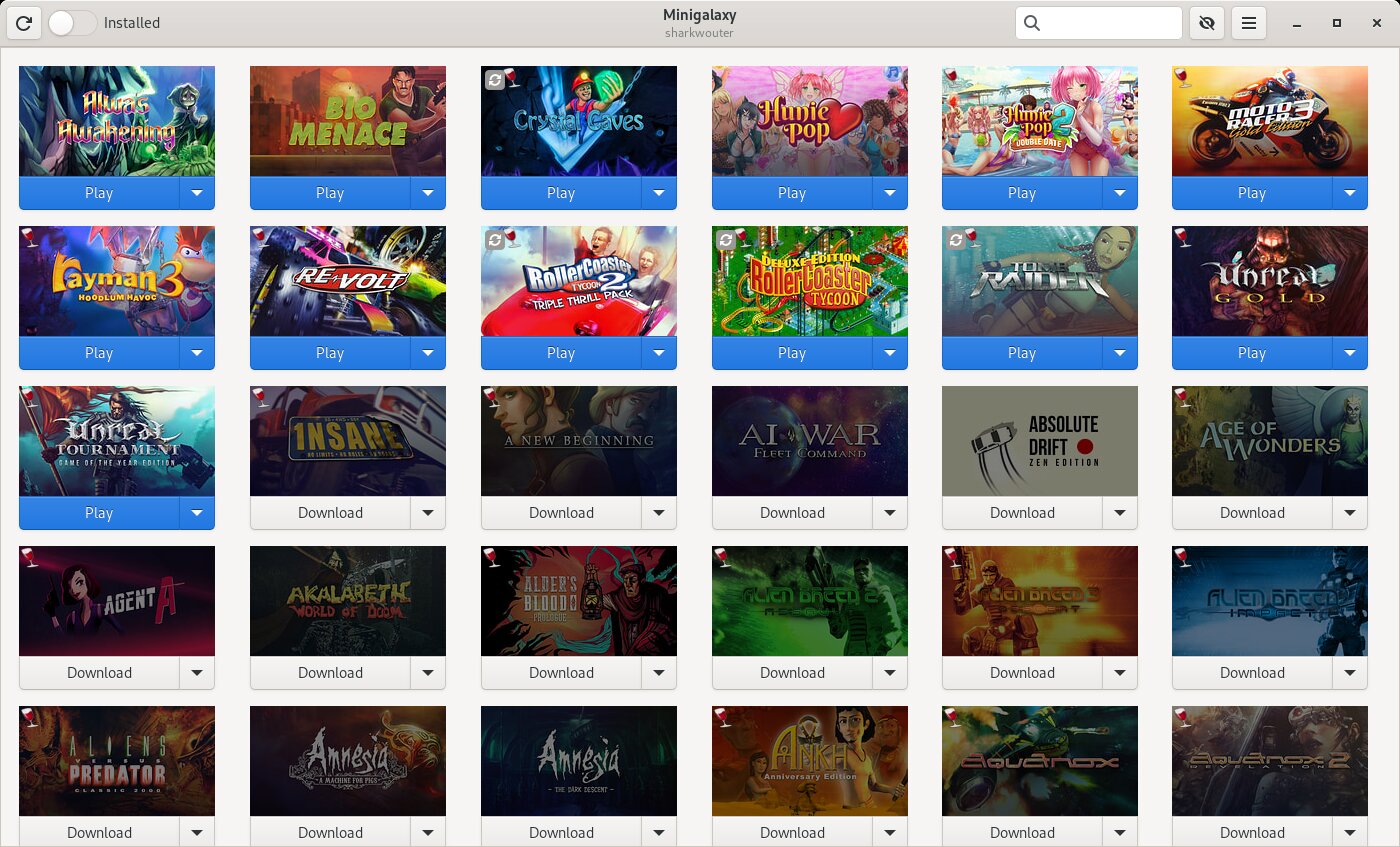 Minigalaxy
Installed
sharkwouter
Alwa's
Awakening
BIO
MENACE
Crystal Caves
Hunie
Pop
Hunie
Pop 2
DOUBLE DATE
MOTO
RACER 3
Gold Edition
Play
Play
Play
Play
Play
Play
rayman 3
HOODLUM HAVOC
RE-VOLT
RollerCoaster
TYCOON 2
TRIPLE THRILL PACK
DELUXE EDITION
RollerCoaster
TYCOON
TOMB
RAIDER
Unreal
GOLD
Play
Play
Play
Play
Play
Play
Unreal
TOURNAMENT
GAME OF THE YEAR EDITION
1NSANE
NO LIMITS • NO RULES • NO BRAKES
A NEW BEGINNING
AI WAR
FLEET COMMAND
ABSOLUTE
DRIFT
ZEN EDITION
AGE OF
WONDERS
Play
Download
Download
Download
Download
Download
AGENT A
AKALABETH
WORLD OF DOOM
ALDER'S
BLOOD
PROLOGUE
ALIEN BREED 2
ASSAULT
ALIEN BREED 3
DESCENT
ALIEN BREED
IMPACT
Download
Download
Download
Download
Download
Download
ALIENS
VERSUS
PREDATOR
CLASSIC 2000
Amnesia
A MACHINE FOR PIGS
Amnesia
– THE DARK DESCENT –
ANKH
Anniversary Edition
AQUANOX
AQUANOX 2
REVELATION
Download
Download
Download
Download
Download
Download